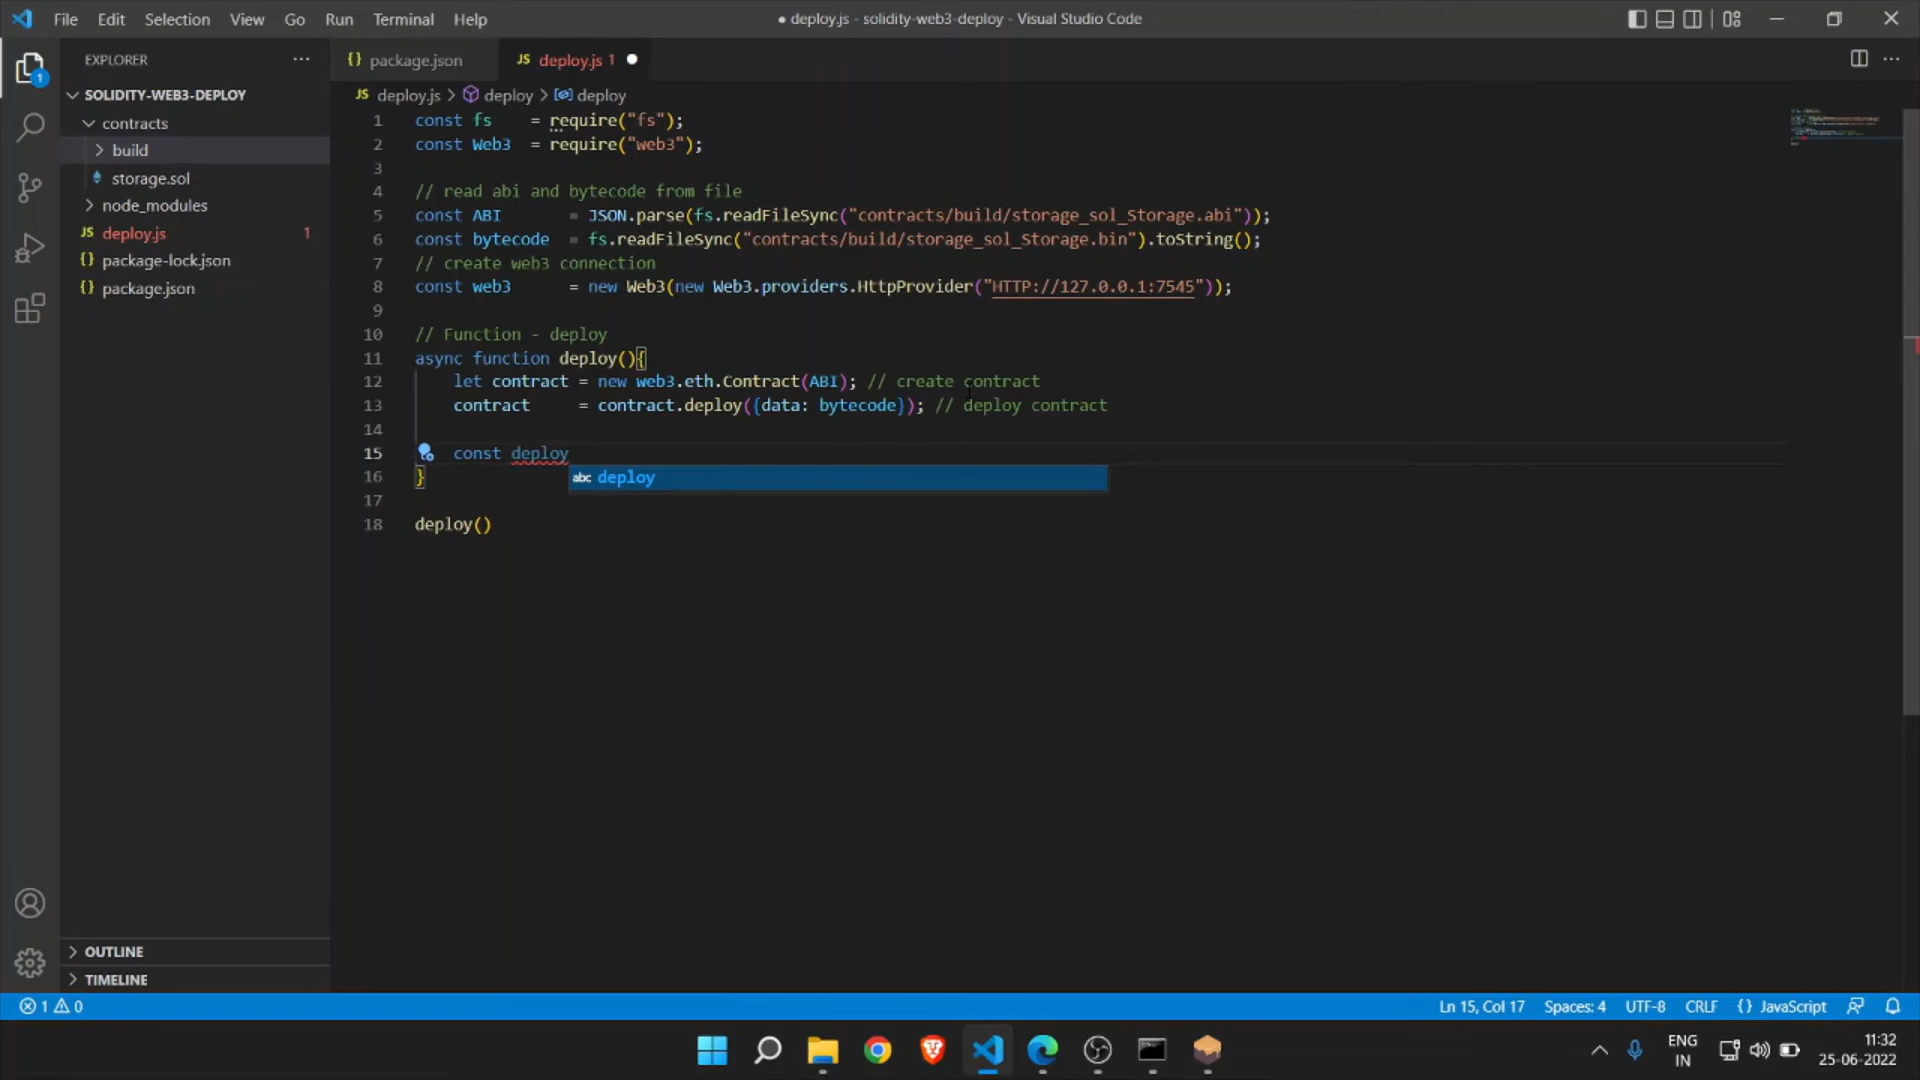 File Edit Selection View Go Run Terminal Help
● deploy.js - solidity-web3-deploy - Visual Studio Code
EXPLORER ···
SOLIDITY-WEB3-DEPLOY
contracts
build
storage.sol
node_modules
JS deploy.js 1
{} package-lock.json
{} package.json
OUTLINE
TIMELINE
1
{} package.json
JS deploy.js 1 ●
JS deploy.js > deploy > deploy
1 const fs = require("fs");
2 const Web3 = require("web3");
3
4 // read abi and bytecode from file
5 const ABI = JSON.parse(fs.readFileSync("contracts/build/storage_sol_Storage.abi"));
6 const bytecode = fs.readFileSync("contracts/build/storage_sol_Storage.bin").toString();
7 // create web3 connection
8 const web3 = new Web3(new Web3.providers.HttpProvider("HTTP://127.0.0.1:7545"));
9
10 // Function - deploy
11 async function deploy(){
12 let contract = new web3.eth.Contract(ABI); // create contract
13 contract = contract.deploy({data: bytecode}); // deploy contract
14
15 const deploy
abc deploy
16 }
17
18 deploy()
1 0
Ln 15, Col 17 Spaces: 4 UTF-8 CRLF {} JavaScript
ENG
IN
11:32
25-06-2022